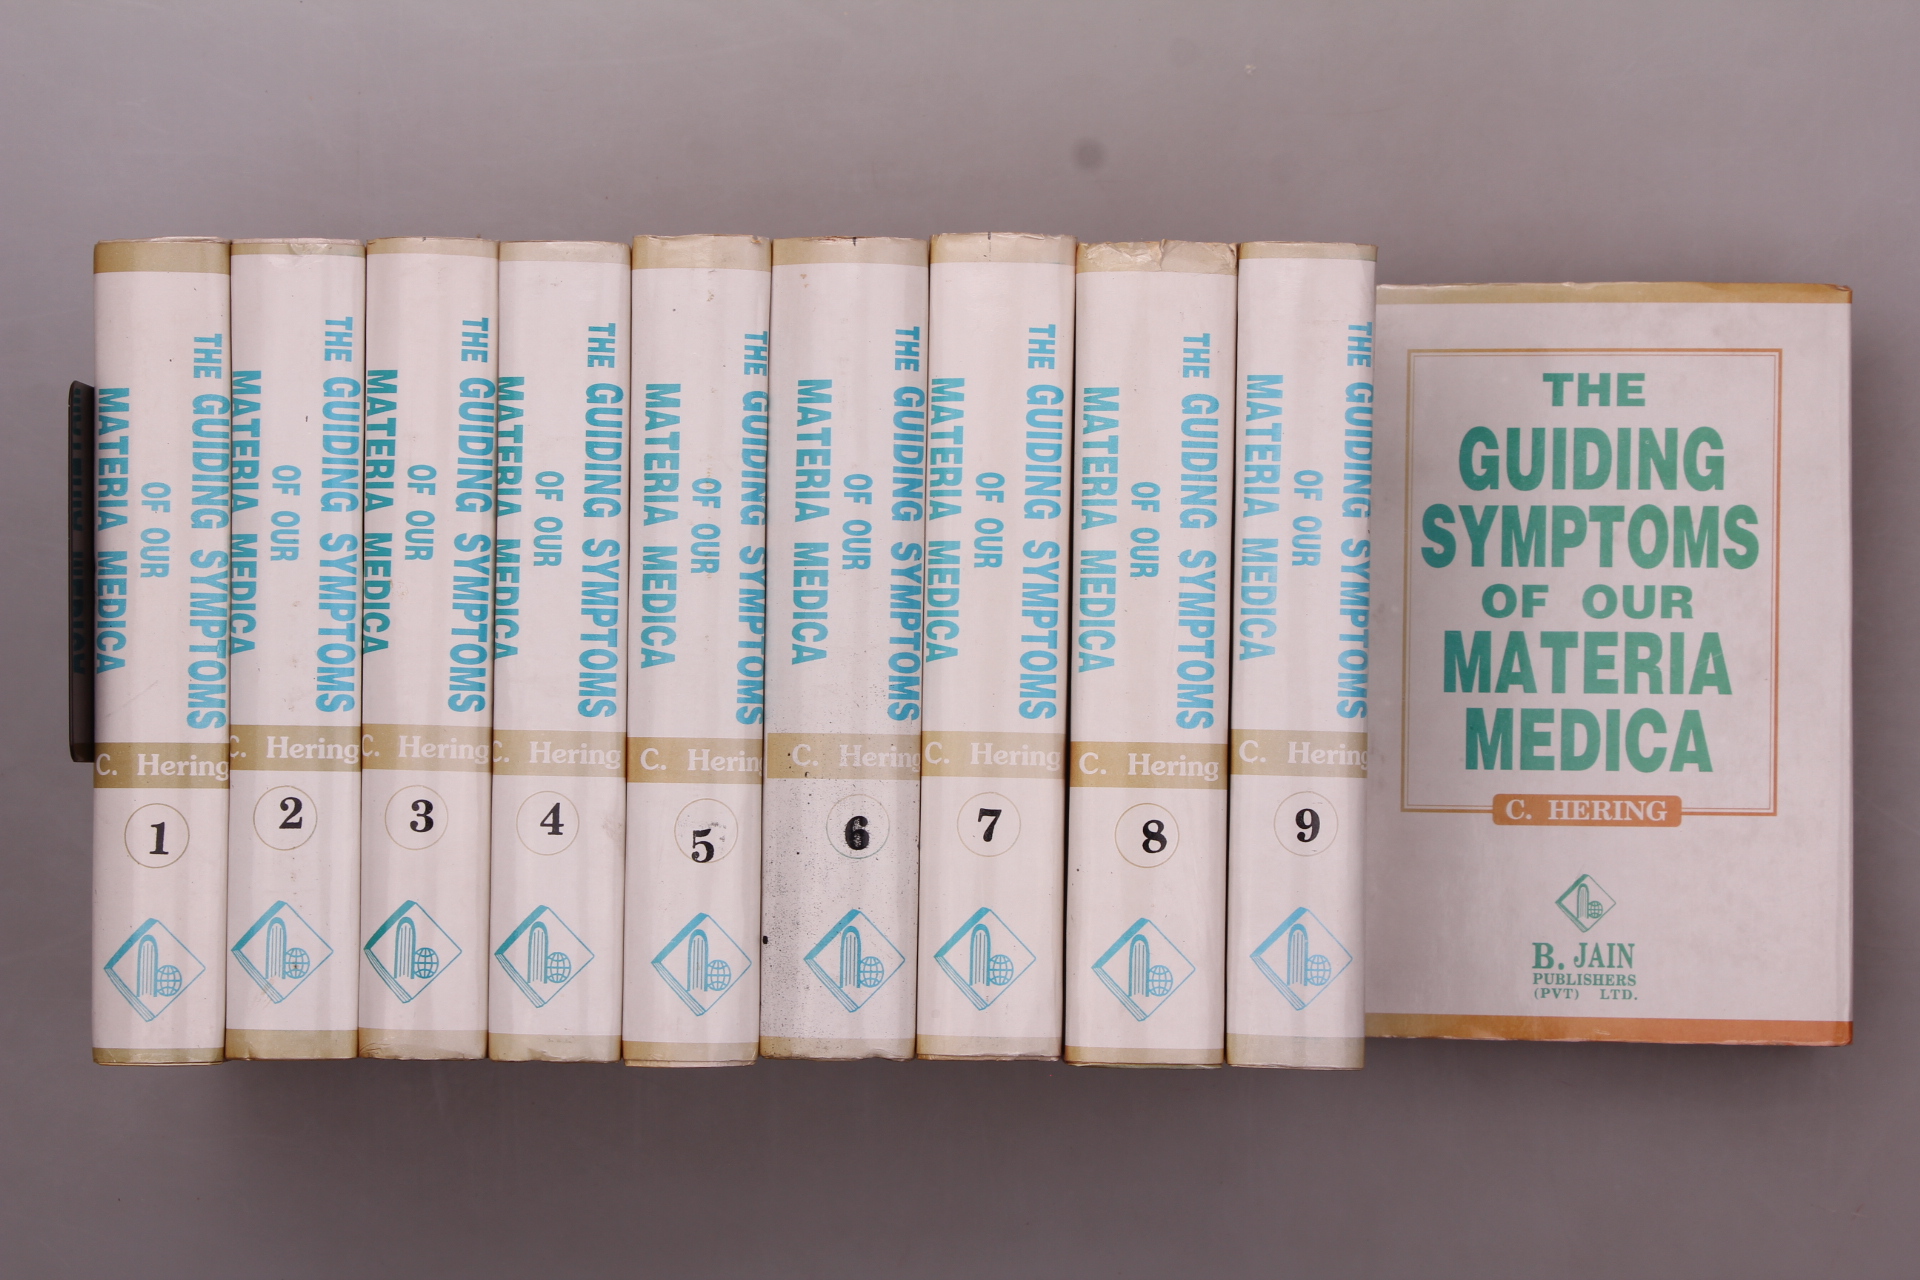 THE GUIDING SYMPTOMS
OF OUR
MATERIA MEDICA
C. Hering
1
THE GUIDING SYMPTOMS
OF OUR
MATERIA MEDICA
C. Hering
2
THE GUIDING SYMPTOMS
OF OUR
MATERIA MEDICA
C. Hering
3
THE GUIDING SYMPTOMS
OF OUR
MATERIA MEDICA
C. Hering
4
THE GUIDING SYMPTOMS
OF OUR
MATERIA MEDICA
C. Hering
5
THE GUIDING SYMPTOMS
OF OUR
MATERIA MEDICA
C. Hering
6
THE GUIDING SYMPTOMS
OF OUR
MATERIA MEDICA
C. Hering
7
THE GUIDING SYMPTOMS
OF OUR
MATERIA MEDICA
C. Hering
8
THE GUIDING SYMPTOMS
OF OUR
MATERIA MEDICA
C. Hering
9
THE
GUIDING
SYMPTOMS
OF OUR
MATERIA
MEDICA
C. HERING
B. JAIN
PUBLISHERS
(PVT) LTD.